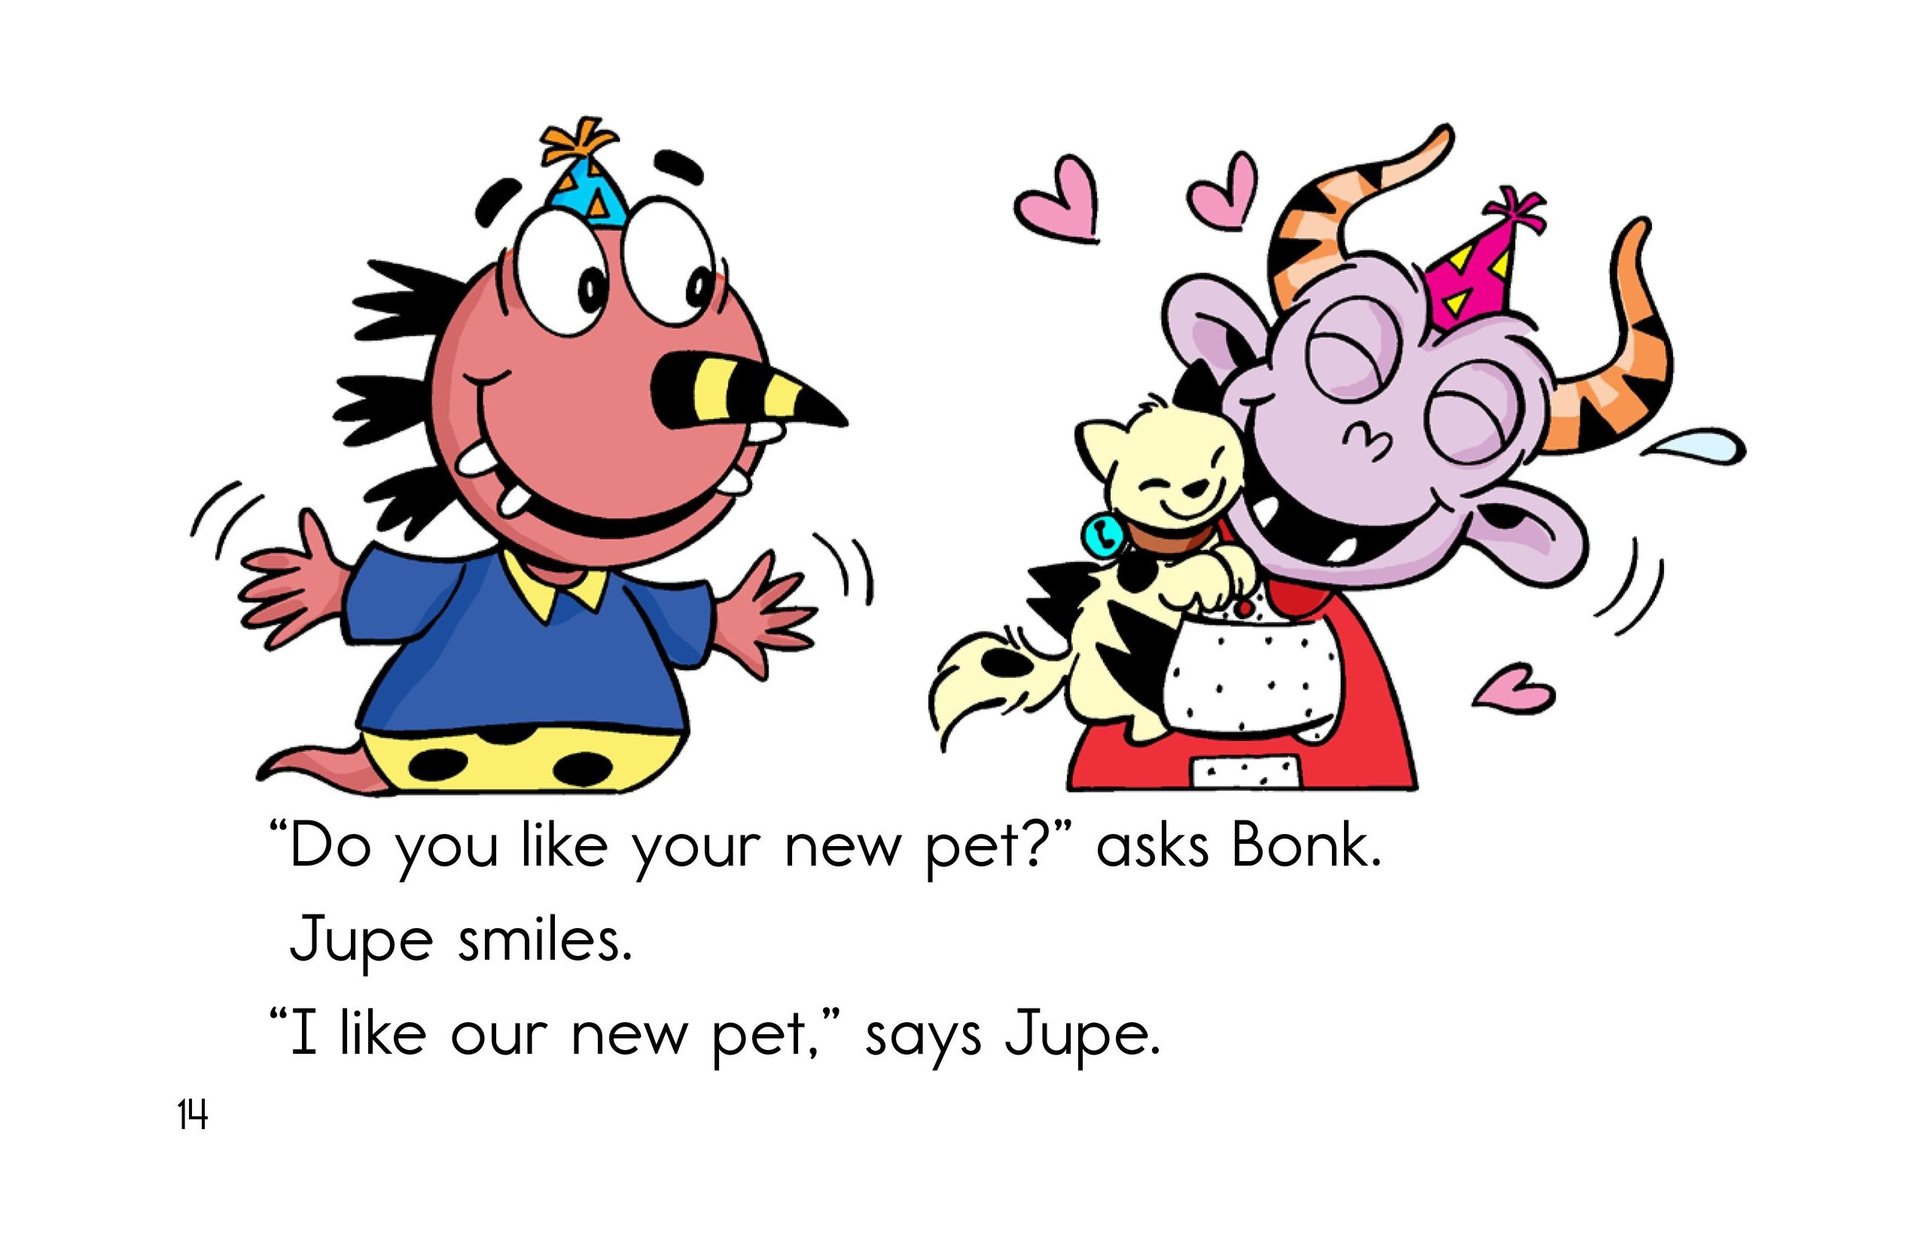 “Do you like your new pet?” asks Bonk.
Jupe smiles.
“I like our new pet,” says Jupe.
14